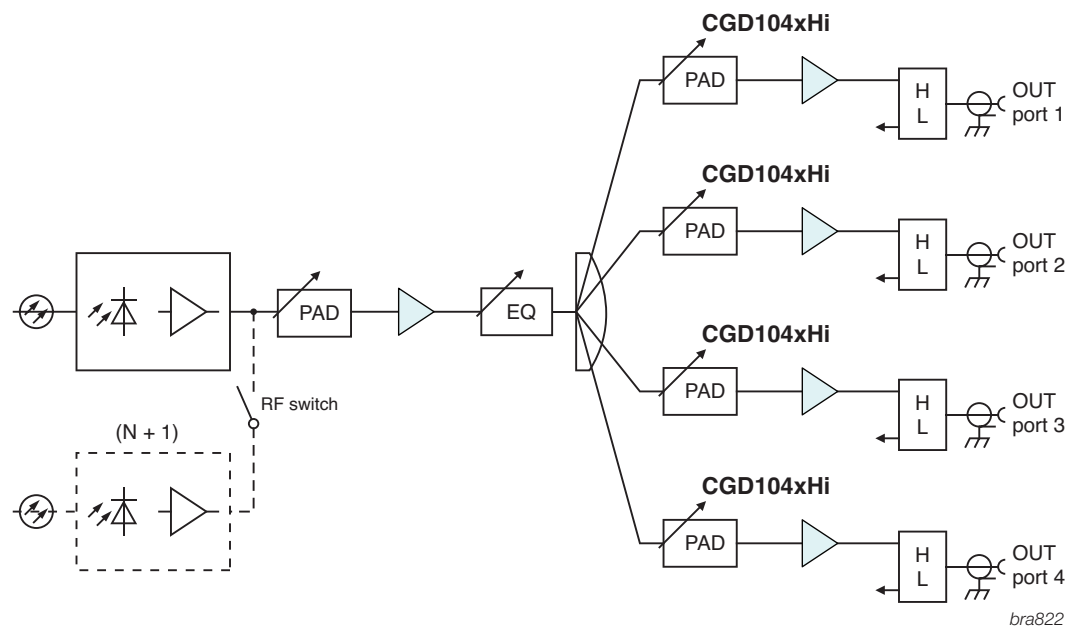 CGD104xHi
PAD
H
L
OUT
port 1
CGD104xHi
PAD
H
L
OUT
port 2
PAD
EQ
CGD104xHi
PAD
H
L
OUT
port 3
RF switch
(N + 1)
CGD104xHi
PAD
H
L
OUT
port 4
bra822